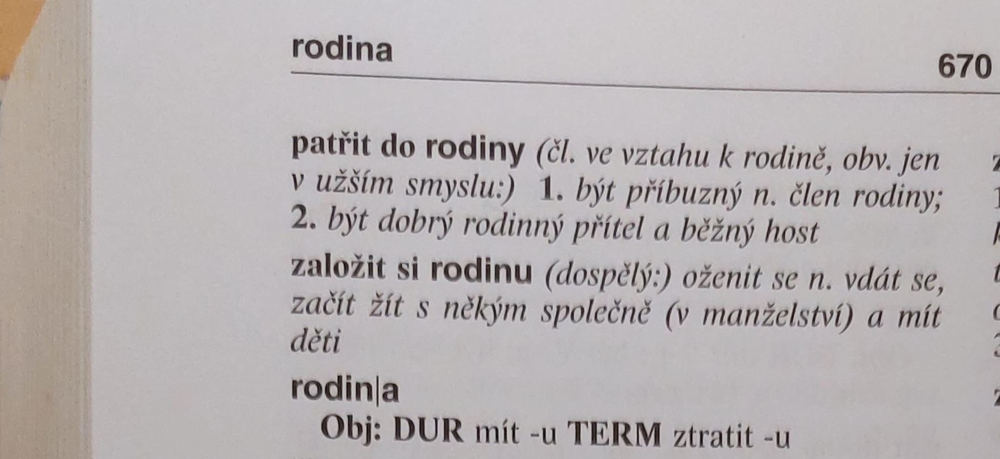 rodina
670
patřit do rodiny (čl. ve vztahu k rodině, obv. jen
v užším smyslu:) 1. být příbuzný n. člen rodiny;
2. být dobrý rodinný přítel a běžný host
založit si rodinu (dospělý:) oženit se n. vdát se,
začít žít s někým společně (v manželství) a mít
děti
rodin|a
Obj: DUR mít -u TERM ztratit -u